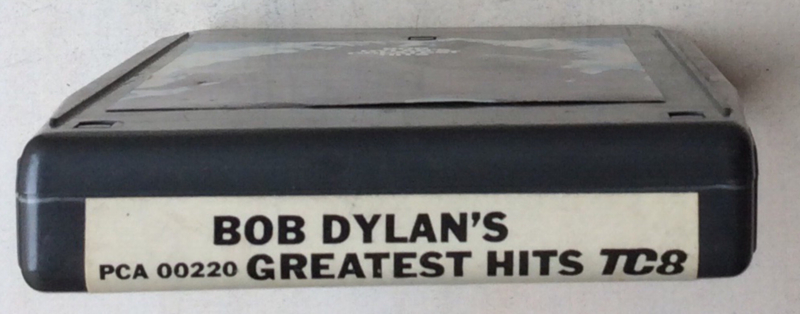 BOB DYLAN'S
PCA 00220 GREATEST HITS TC8